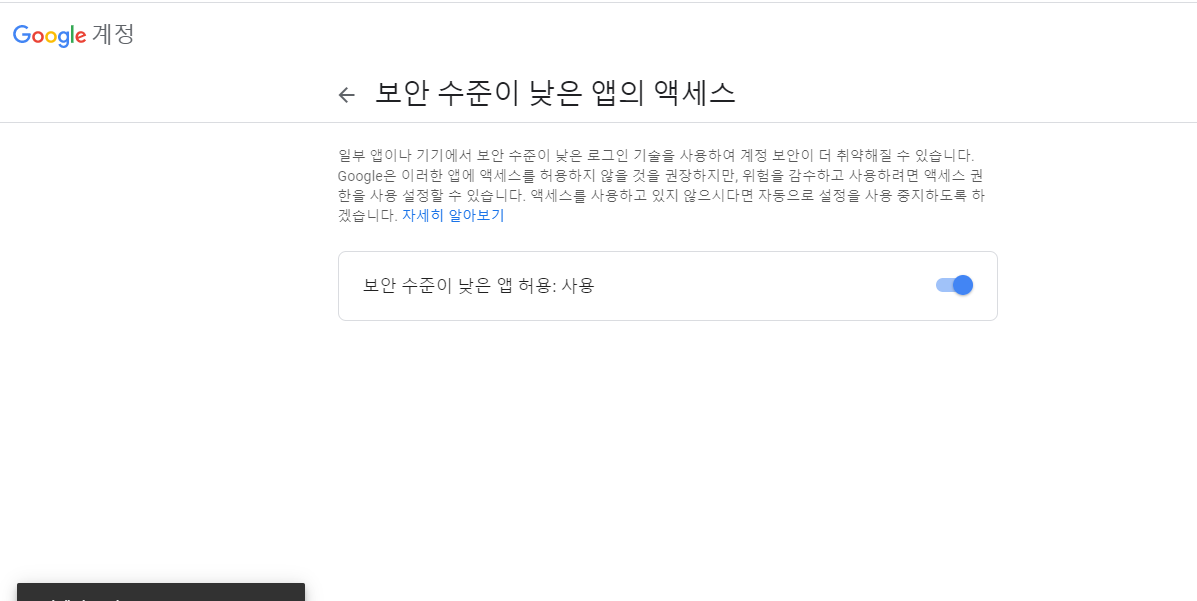 Google 계정
보안 수준이 낮은 앱의 액세스
일부 앱이나 기기에서 보안 수준이 낮은 로그인 기술을 사용하여 계정 보안이 더 취약해질 수 있습니다.
Google은 이러한 앱에 액세스를 허용하지 않을 것을 권장하지만, 위험을 감수하고 사용하려면 액세스 권
한을 사용 설정할 수 있습니다. 액세스를 사용하고 있지 않으시다면 자동으로 설정을 사용 중지하도록 하
겠습니다. 자세히 알아보기
보안 수준이 낮은 앱 허용: 사용